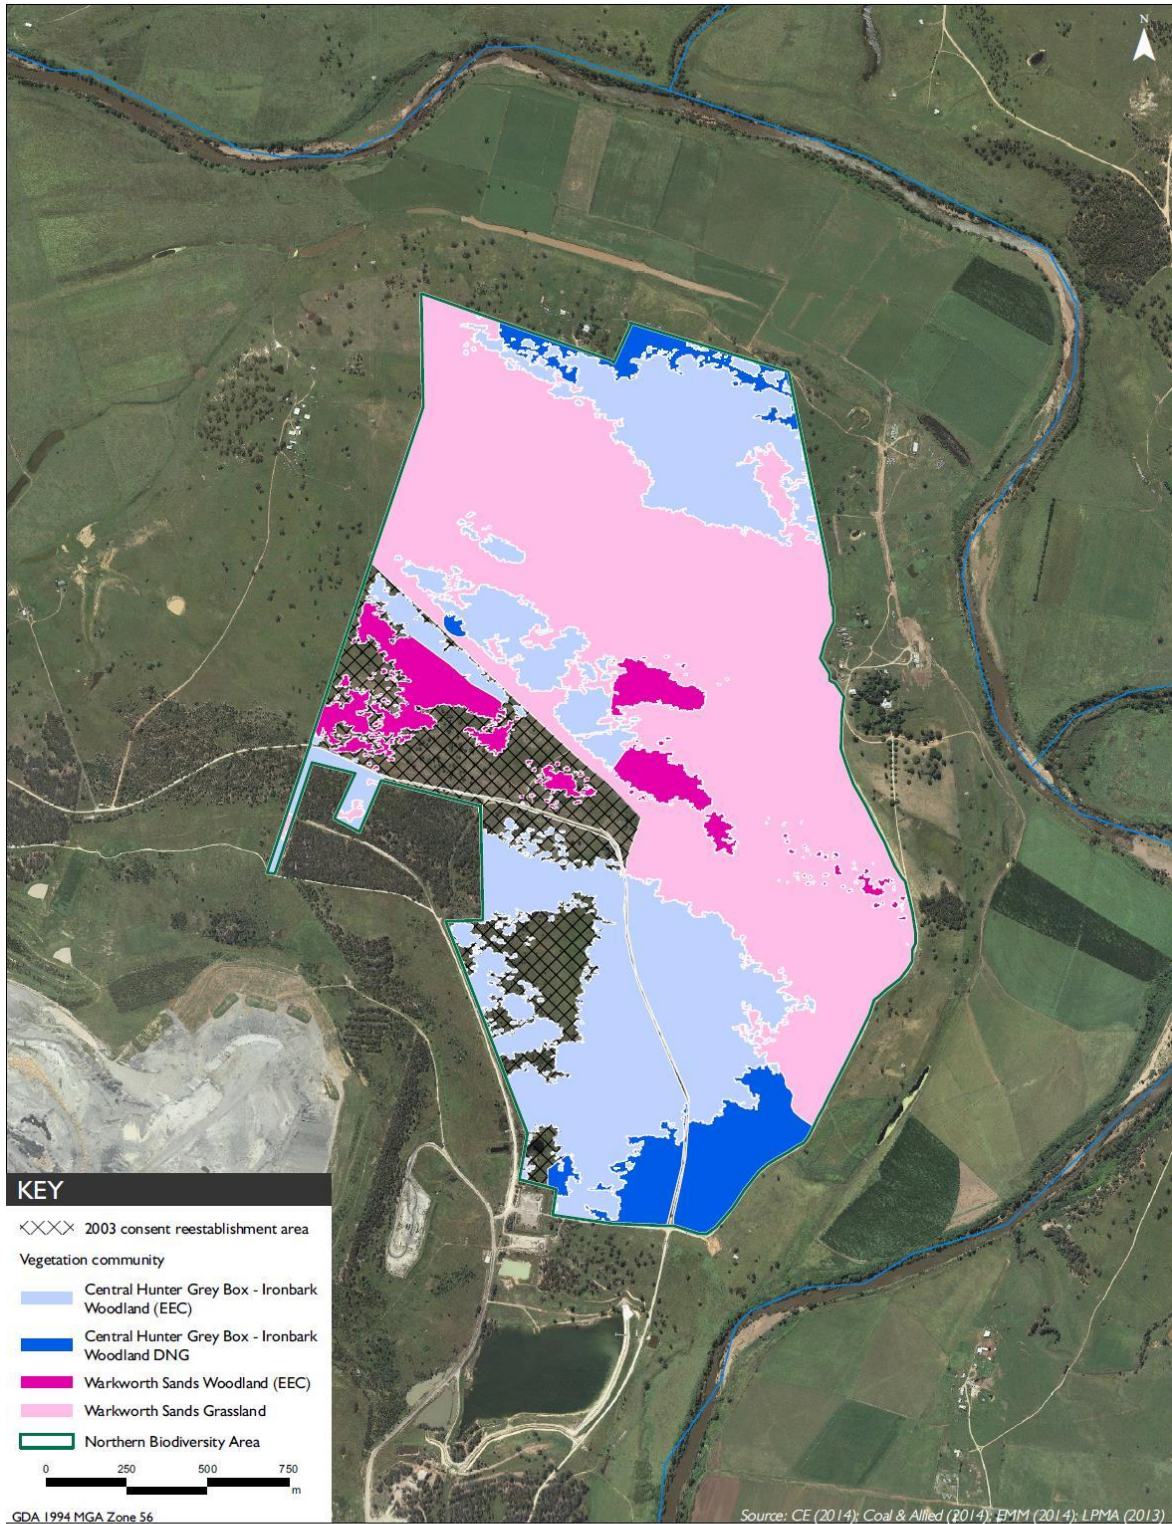 N
KEY
2003 consent reestablishment area
Vegetation community
Central Hunter Grey Box - Ironbark
Woodland (EEC)
Central Hunter Grey Box - Ironbark
Woodland DNG
Warkworth Sands Woodland (EEC)
Warkworth Sands Grassland
Northern Biodiversity Area
0 250 500 750
m
GDA 1994 MGA Zone 56
Source: CE (2014); Coal & Allied (2014); EMM (2014); LPMA (2013)